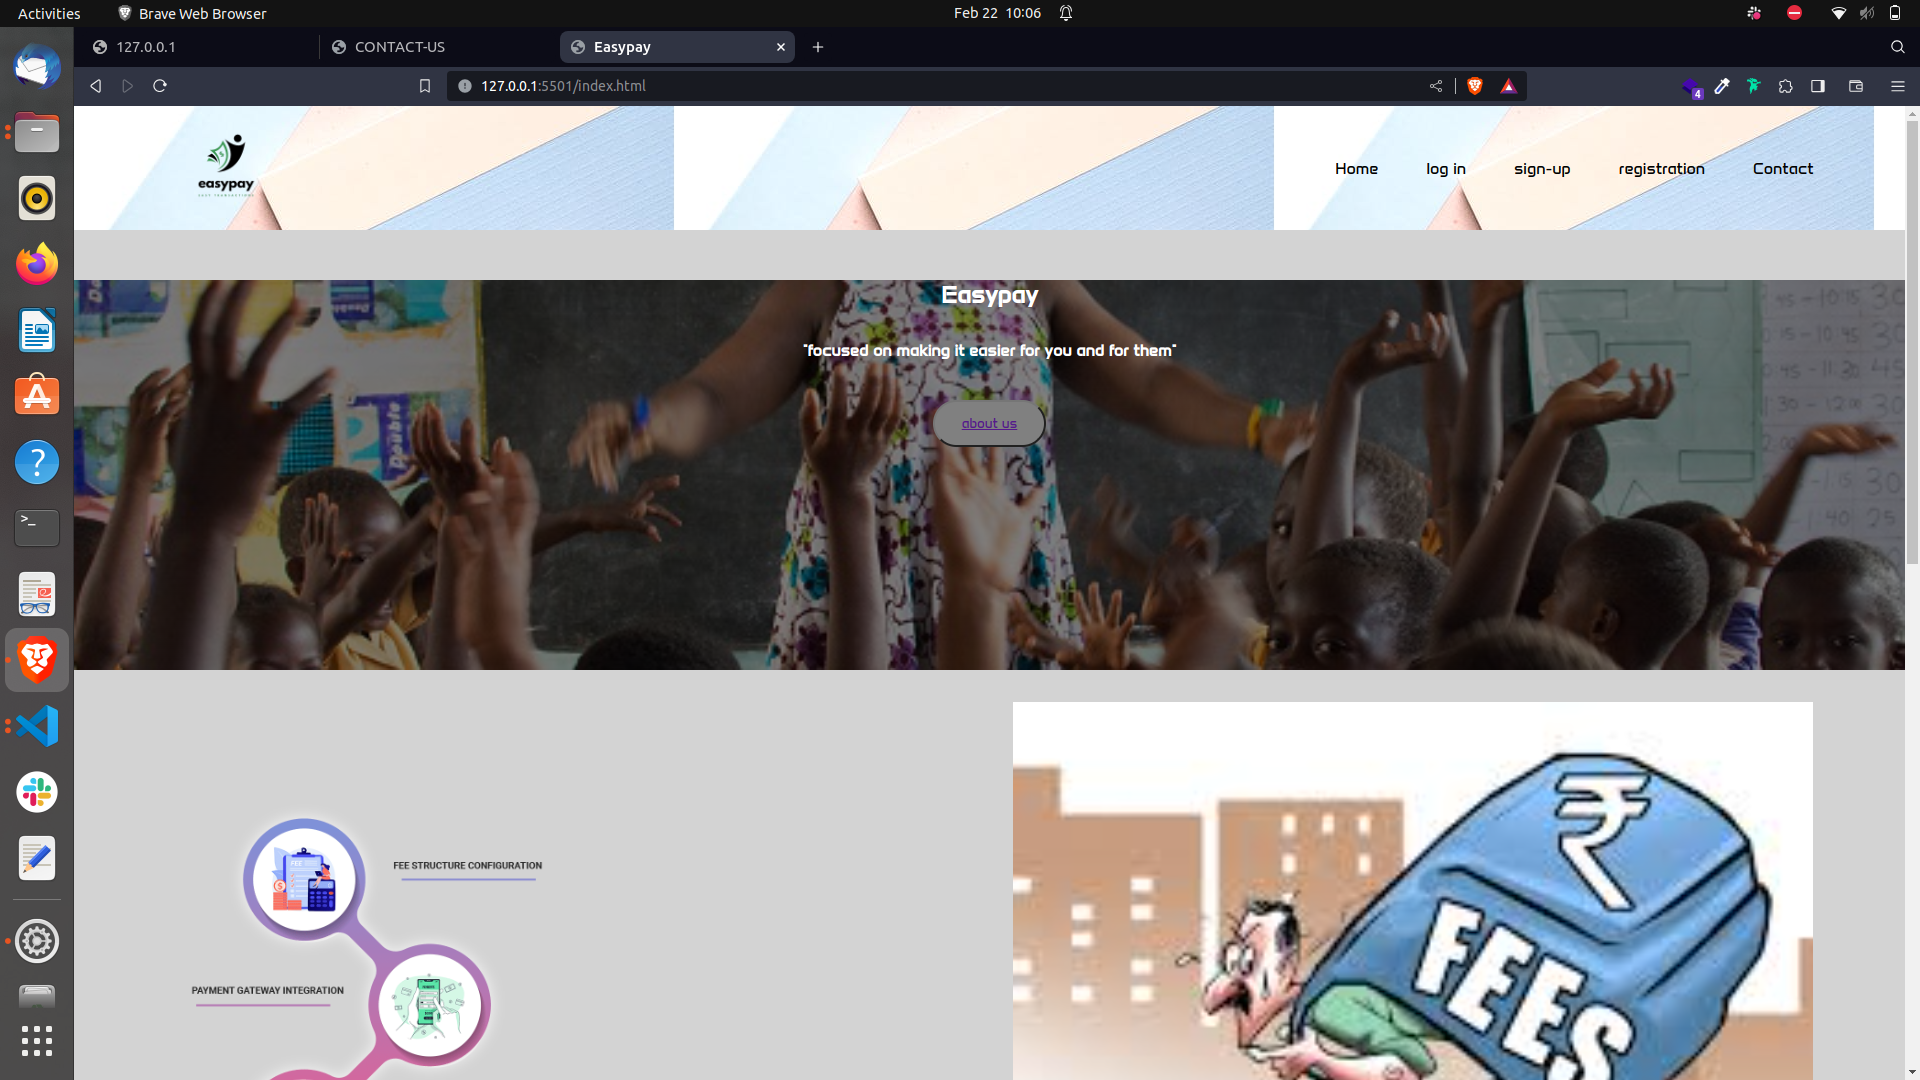 Activities
Brave Web Browser
Feb 22 10:06
127.0.0.1
CONTACT-US
Easypay
127.0.0.1:5501/index.html
4
easypay
Home
log in
sign-up
registration
Contact
Easypay
"focused on making it easier for you and for them"
about us
Double
FEE STRUCTURE CONFIGURATION
PAYMENT GATEWAY INTEGRATION
₹
FEES